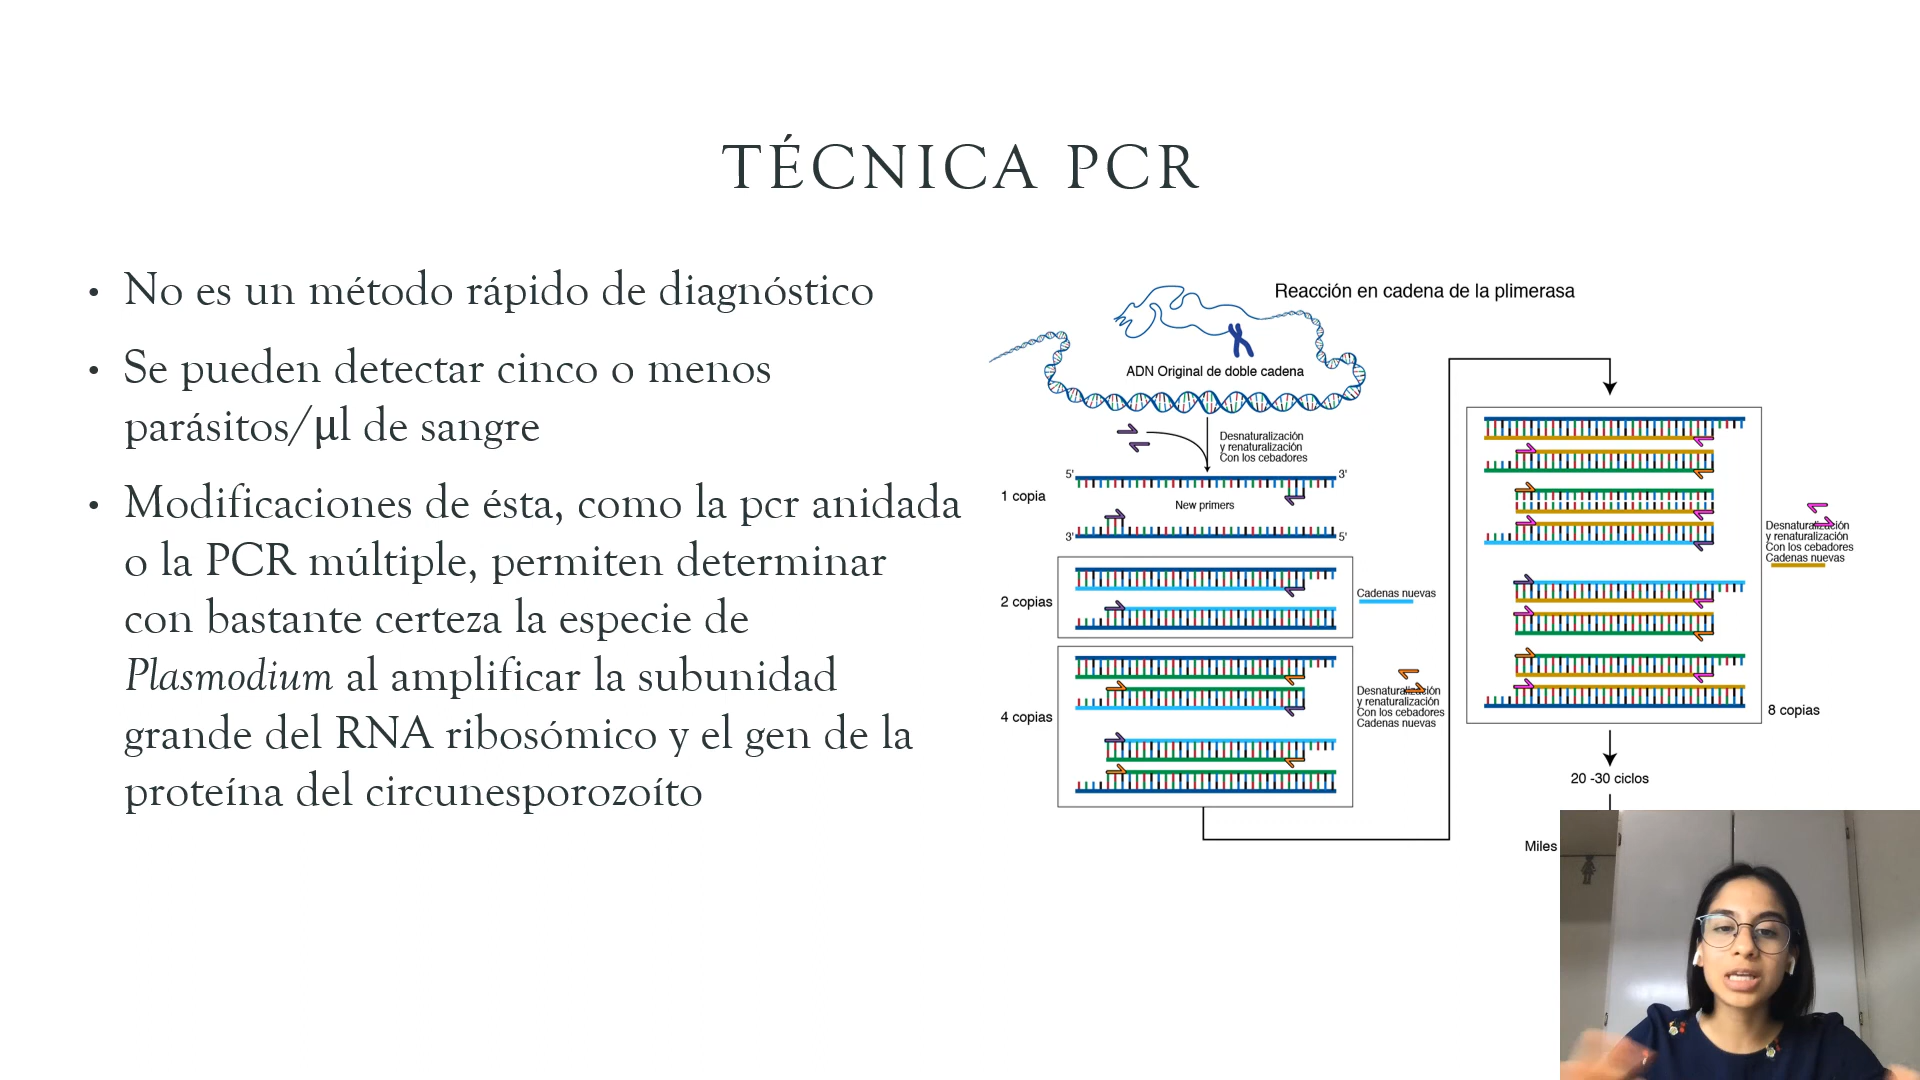 TÉCNICA PCR
• No es un método rápido de diagnóstico
• Se pueden detectar cinco o menos
parásitos/µl de sangre
• Modificaciones de ésta, como la pcr anidada
o la PCR múltiple, permiten determinar
con bastante certeza la especie de
Plasmodium al amplificar la subunidad
grande del RNA ribosómico y el gen de la
proteína del circunesporozoíto
Reacción en cadena de la plimerasa
ADN Original de doble cadena
Desnaturalización
y renaturalización
Con los cebadores
5' 3'
1 copia
New primers
3' 5'
2 copias
Cadenas nuevas
4 copias
Desnaturalización
y renaturalización
Con los cebadores
Cadenas nuevas
Desnaturalización
y renaturalización
Con los cebadores
Cadenas nuevas
8 copias
20 -30 ciclos
Miles